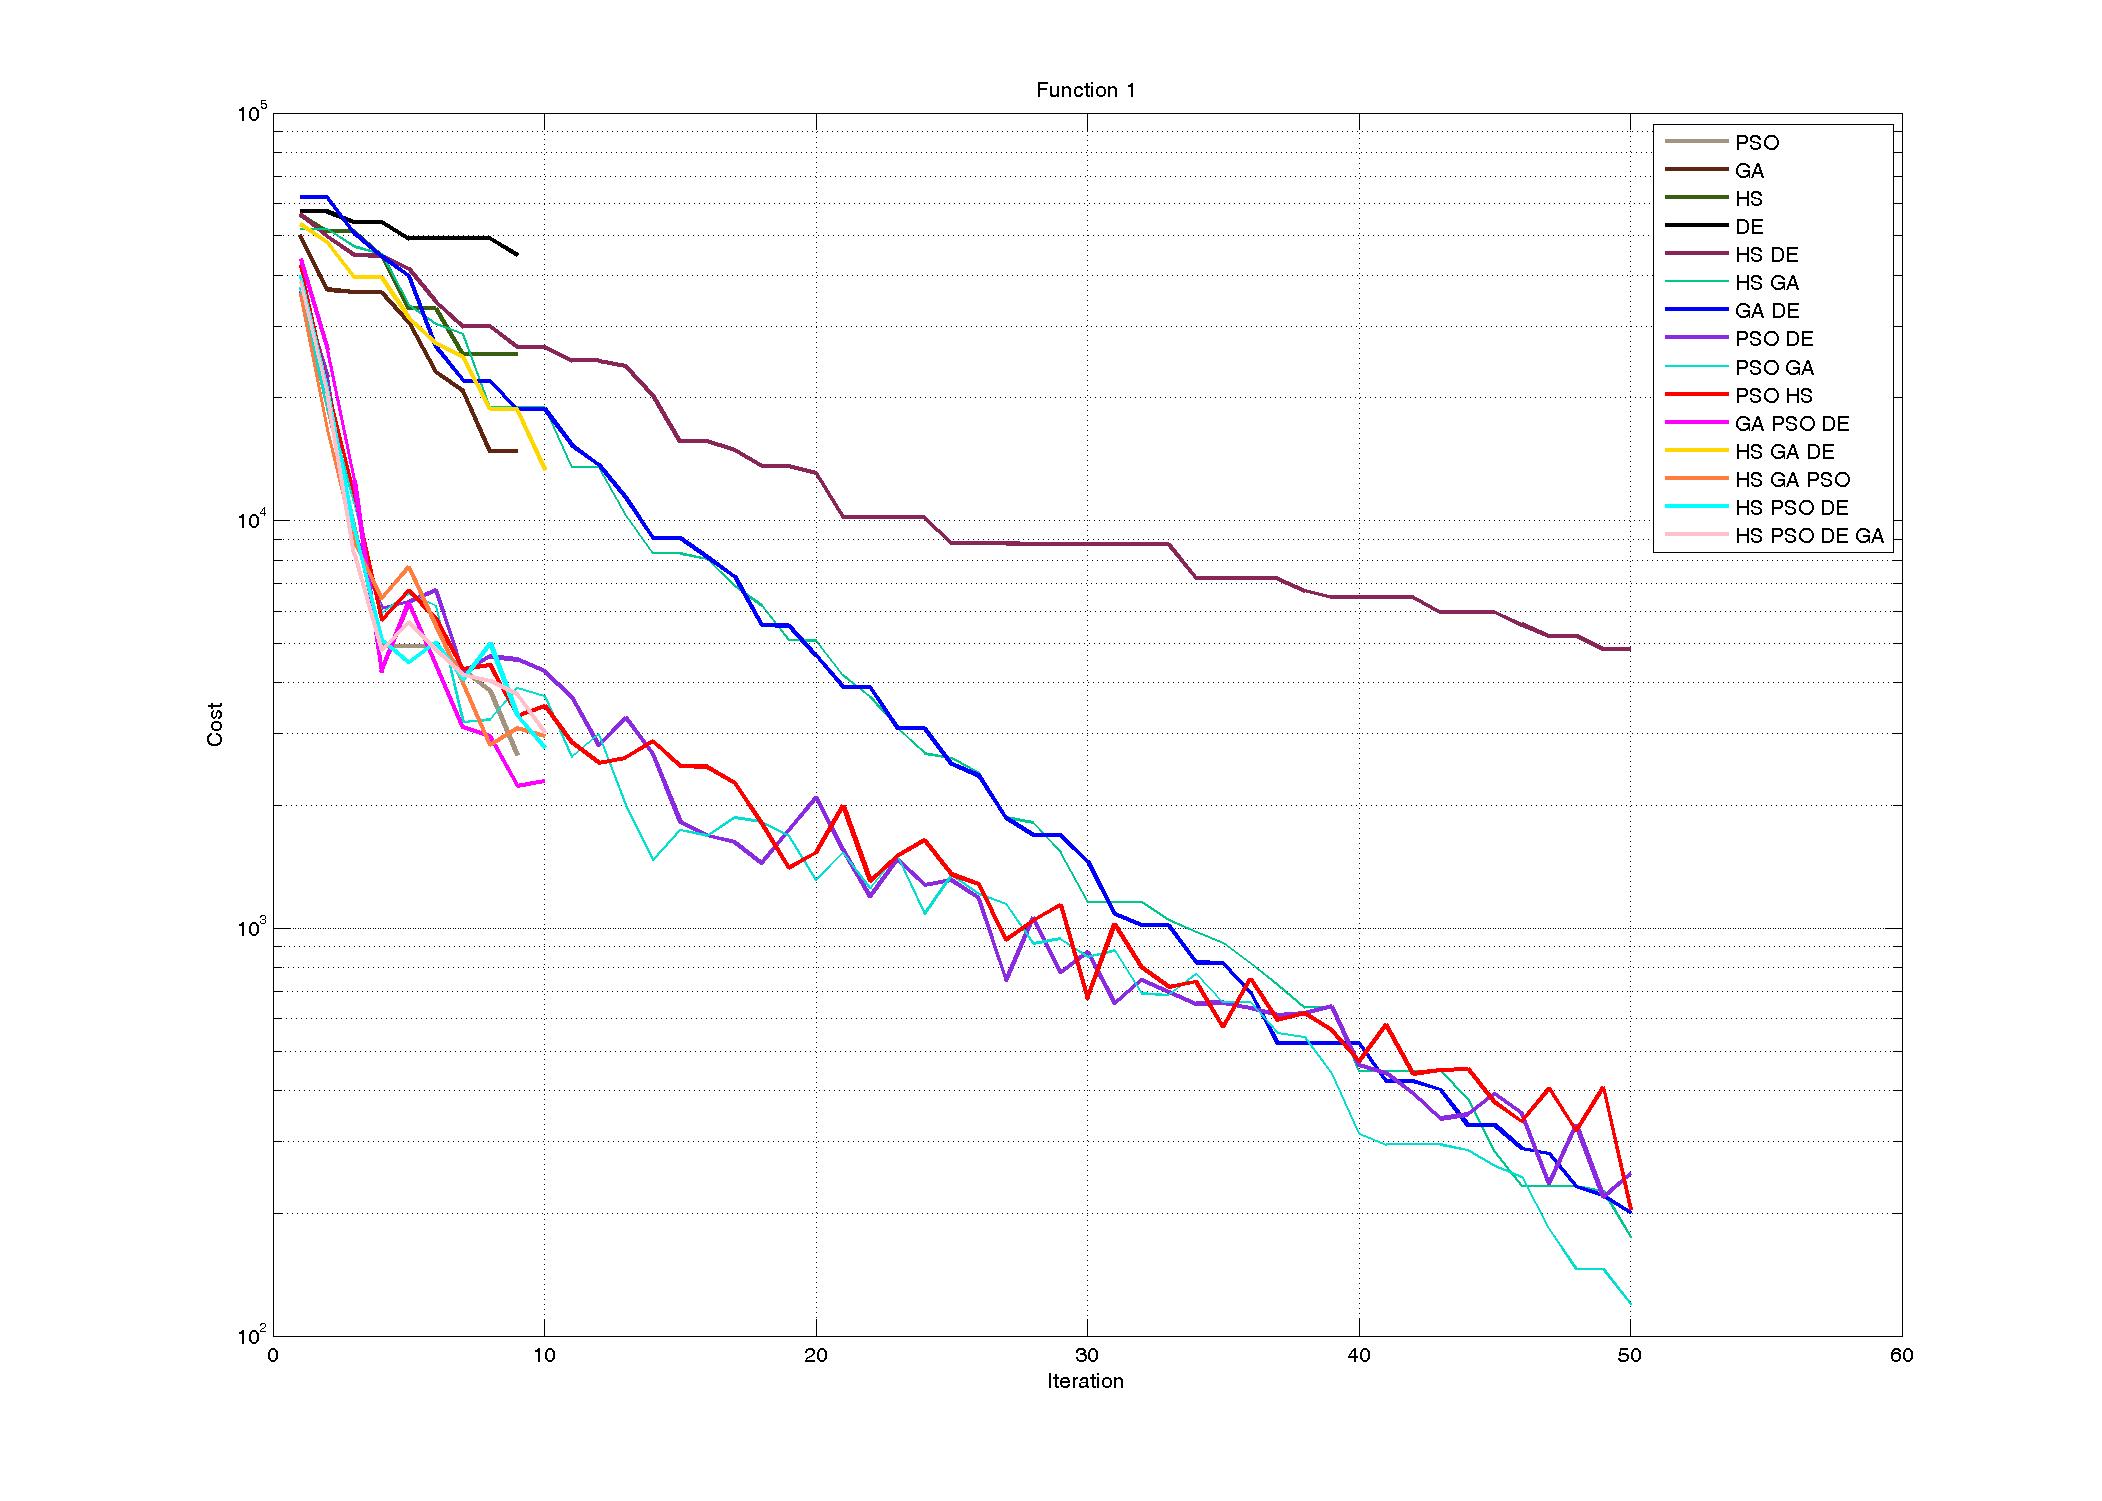 Function 1
10^5
10^4
10^3
10^2
Cost
0 10 20 30 40 50 60
Iteration
PSO
GA
HS
DE
HS DE
HS GA
GA DE
PSO DE
PSO GA
PSO HS
GA PSO DE
HS GA DE
HS GA PSO
HS PSO DE
HS PSO DE GA